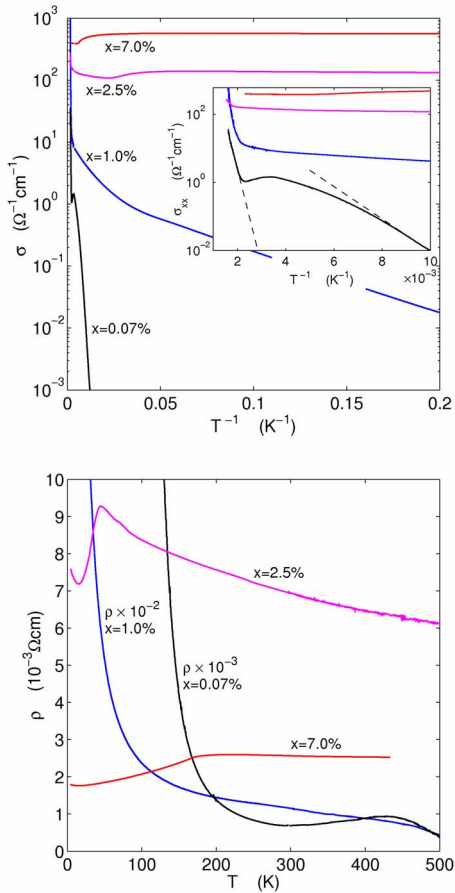 10³
10²
10¹
10⁰
10⁻¹
10⁻²
10⁻³
σ (Ω⁻¹cm⁻¹)
x=7.0%
x=2.5%
x=1.0%
x=0.07%
10²
10⁰
10⁻²
σxx (Ω⁻¹cm⁻¹)
2 4 6 8 10
T⁻¹ (K⁻¹) ×10⁻³
0 0.05 0.1 0.15 0.2
T⁻¹ (K⁻¹)
10
9
8
7
6
5
4
3
2
1
0
ρ (10⁻³Ωcm)
x=2.5%
ρ × 10⁻²
x=1.0%
ρ × 10⁻³
x=0.07%
x=7.0%
0 100 200 300 400 500
T (K)